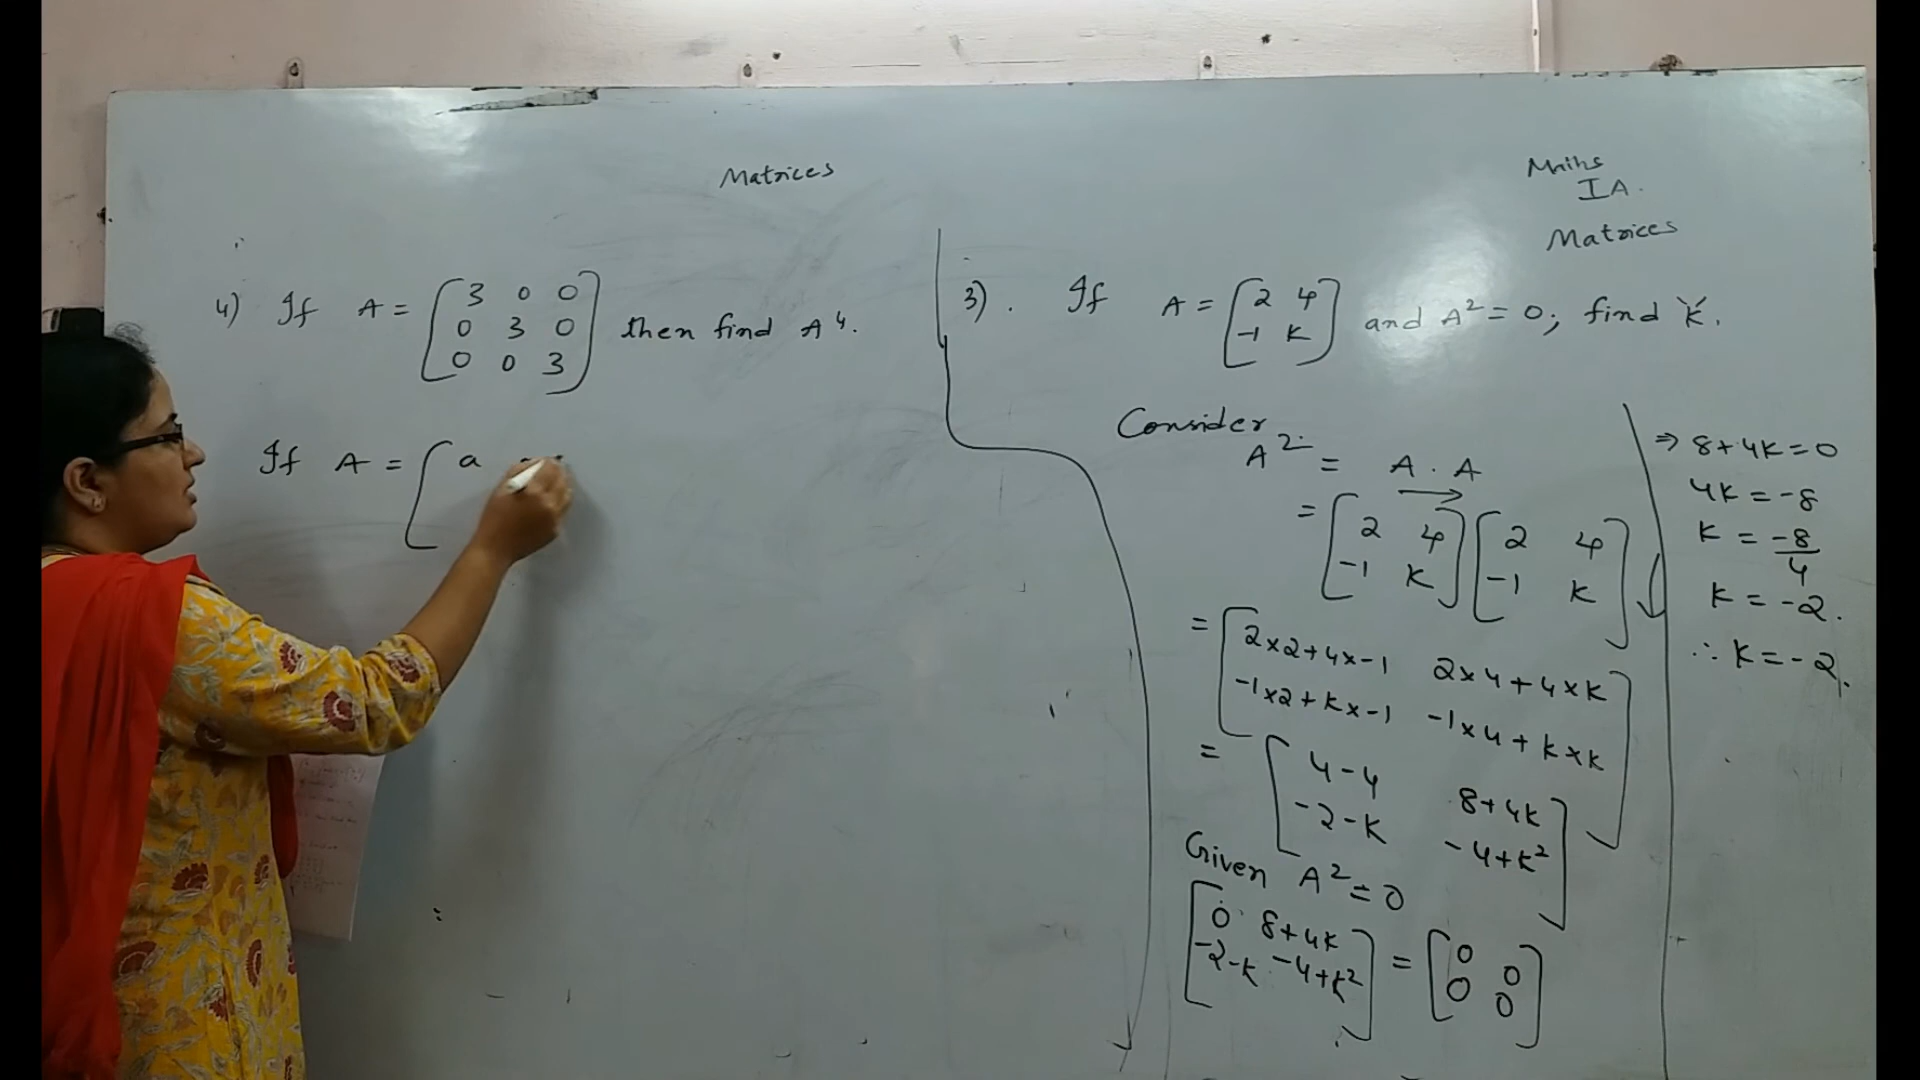 Matrices
4) If A = [3 0 0
0 3 0
0 0 3] then find A⁴.
If A = [a
Maths
IA.
Matrices
3). If A = [2 4
-1 k] and A² = 0; find 'k'.
Consider
A² = A . A
= [2 4
-1 k] [2 4
-1 k]
= [2×2+4×-1 2×4+4×k
-1×2+k×-1 -1×4+k×k]
= [4-4 8+4k
-2-k -4+k²]
Given A² = 0
[0 8+4k
-2-k -4+k²] = [0 0
0 0]
⇒ 8+4k=0
4k = -8
k = -8/4
k = -2.
∴ k = -2.